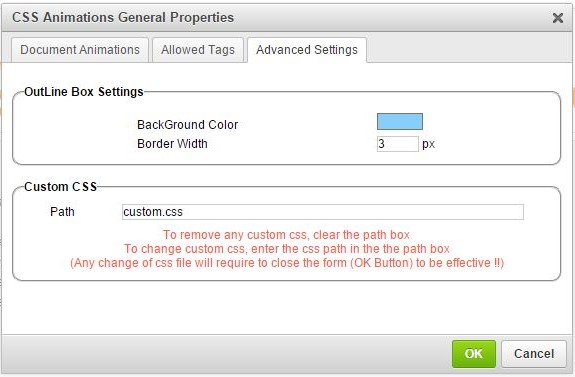 CSS Animations General Properties
Document Animations Allowed Tags Advanced Settings
OutLine Box Settings
BackGround Color
Border Width 3 px
Custom CSS
Path custom.css
To remove any custom css, clear the path box
To change custom css, enter the css path in the the path box
(Any change of css file will require to close the form (OK Button) to be effective !!)
OK Cancel